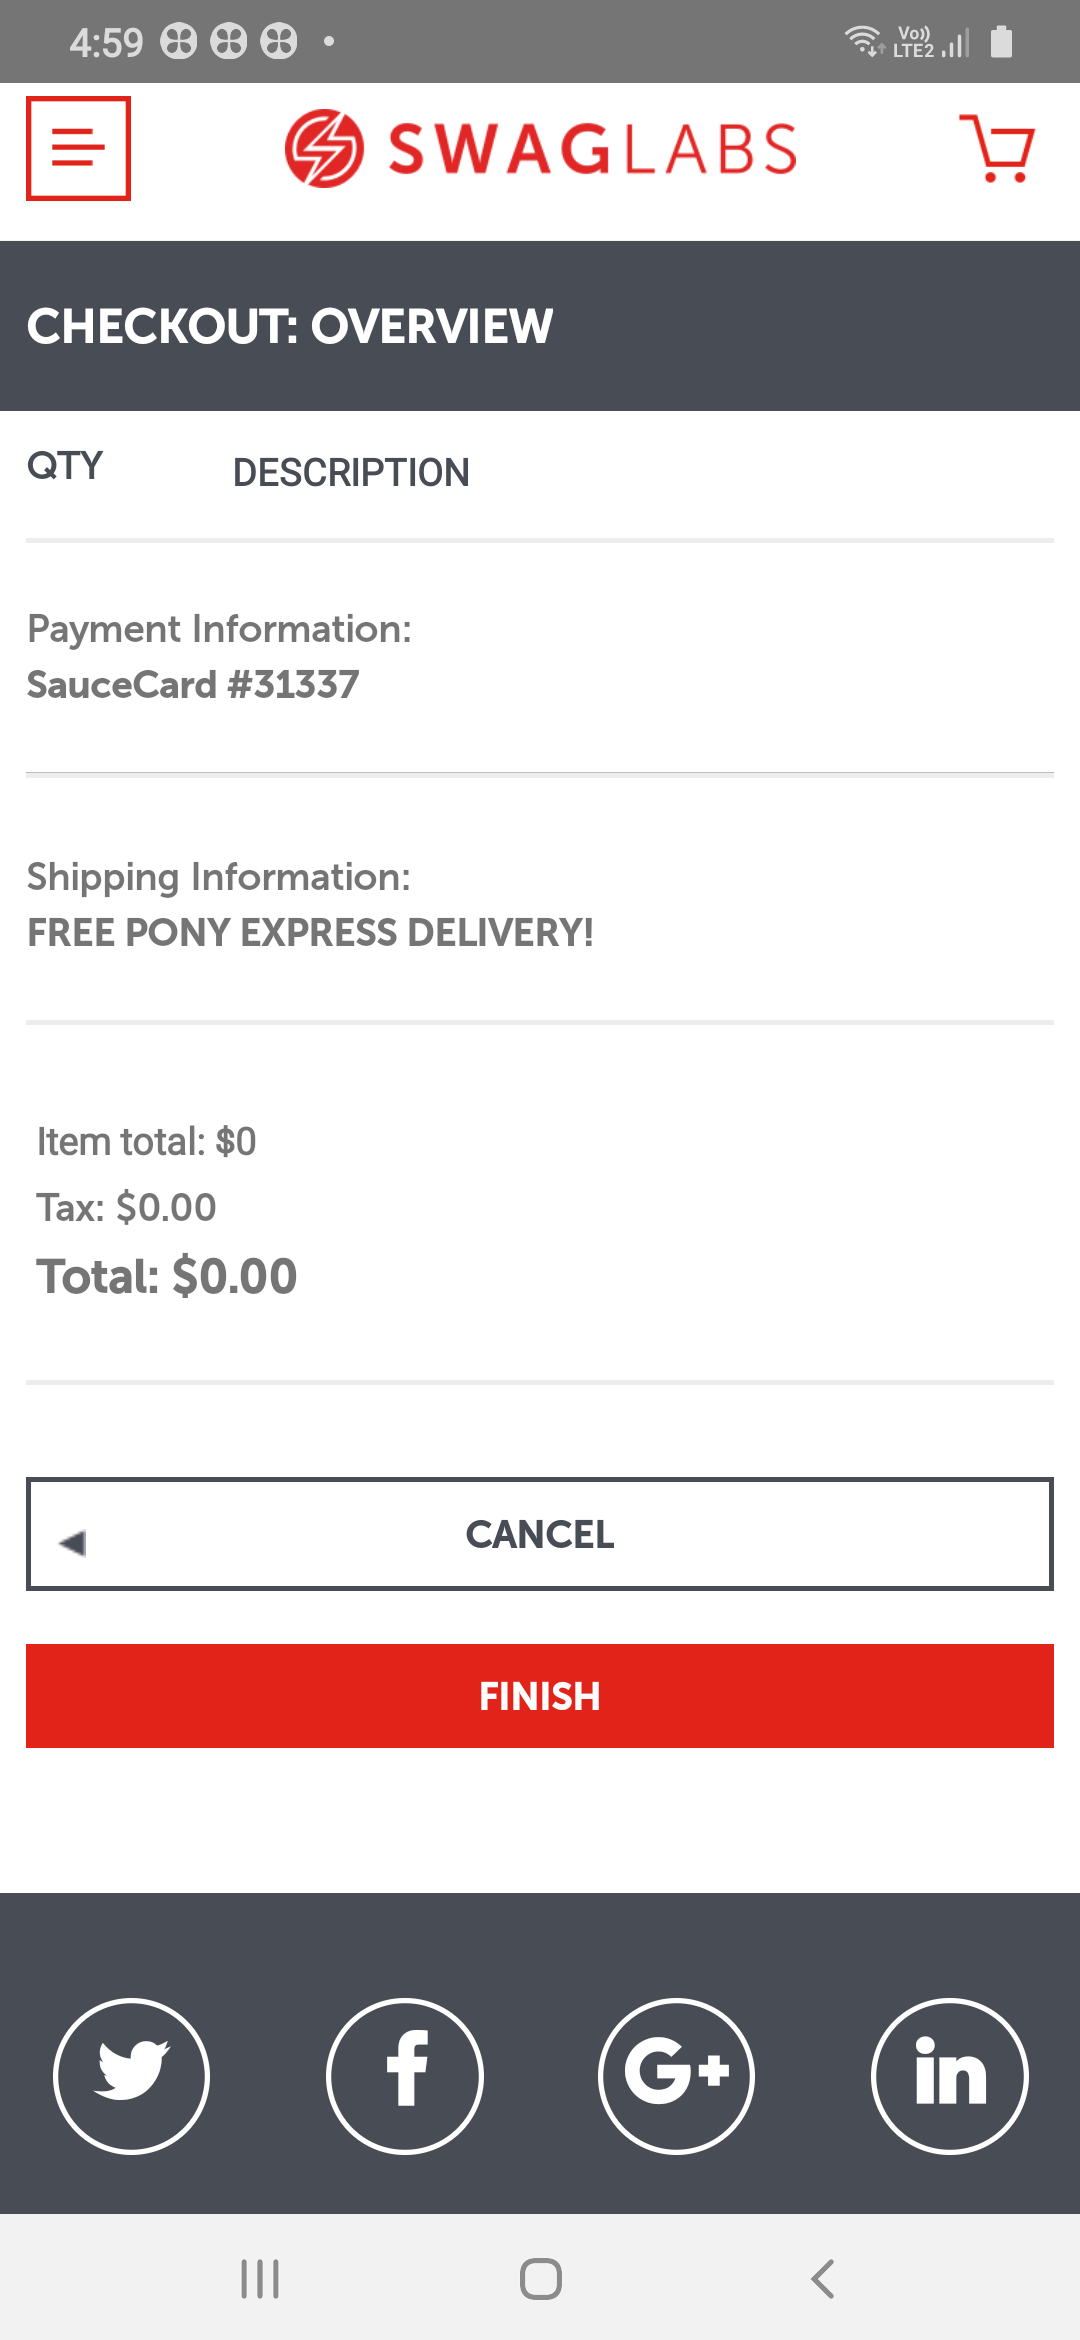 4:59
Vo))
LTE2
SWAGLABS
CHECKOUT: OVERVIEW
QTY DESCRIPTION
Payment Information:
SauceCard #31337
Shipping Information:
FREE PONY EXPRESS DELIVERY!
Item total: $0
Tax: $0.00
Total: $0.00
CANCEL
FINISH
f G+ in